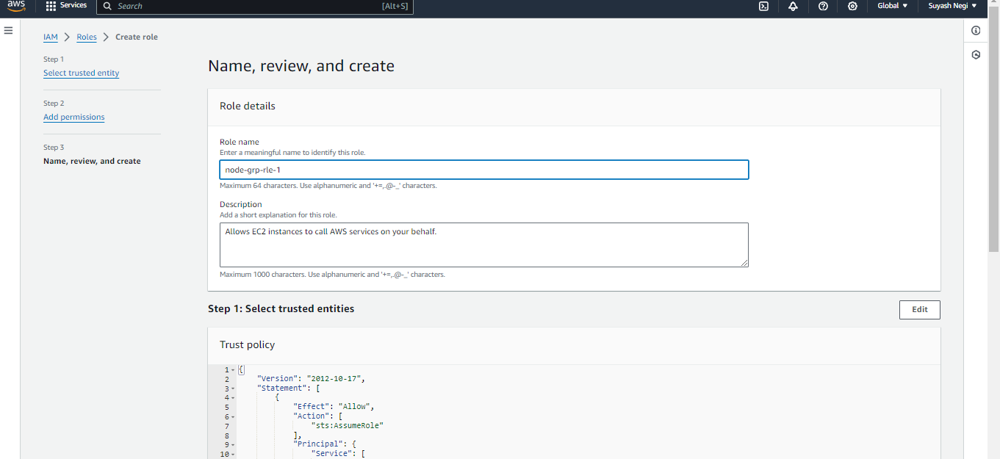 aws
Services
Search
[Alt+S]
Global
Suyash Negi
IAM
Roles
Create role
Step 1
Select trusted entity
Step 2
Add permissions
Step 3
Name, review, and create
Name, review, and create
Role details
Role name
Enter a meaningful name to identify this role.
node-grp-rle-1
Maximum 64 characters. Use alphanumeric and '+=,.@-_' characters.
Description
Add a short explanation for this role.
Allows EC2 instances to call AWS services on your behalf.
Maximum 1000 characters. Use alphanumeric and '+=,.@-_' characters.
Step 1: Select trusted entities
Edit
Trust policy
1 {
2 "Version": "2012-10-17",
3 "Statement": [
4 {
5 "Effect": "Allow",
6 "Action": [
7 "sts:AssumeRole"
8 ],
9 "Principal": {
10 "Service": [